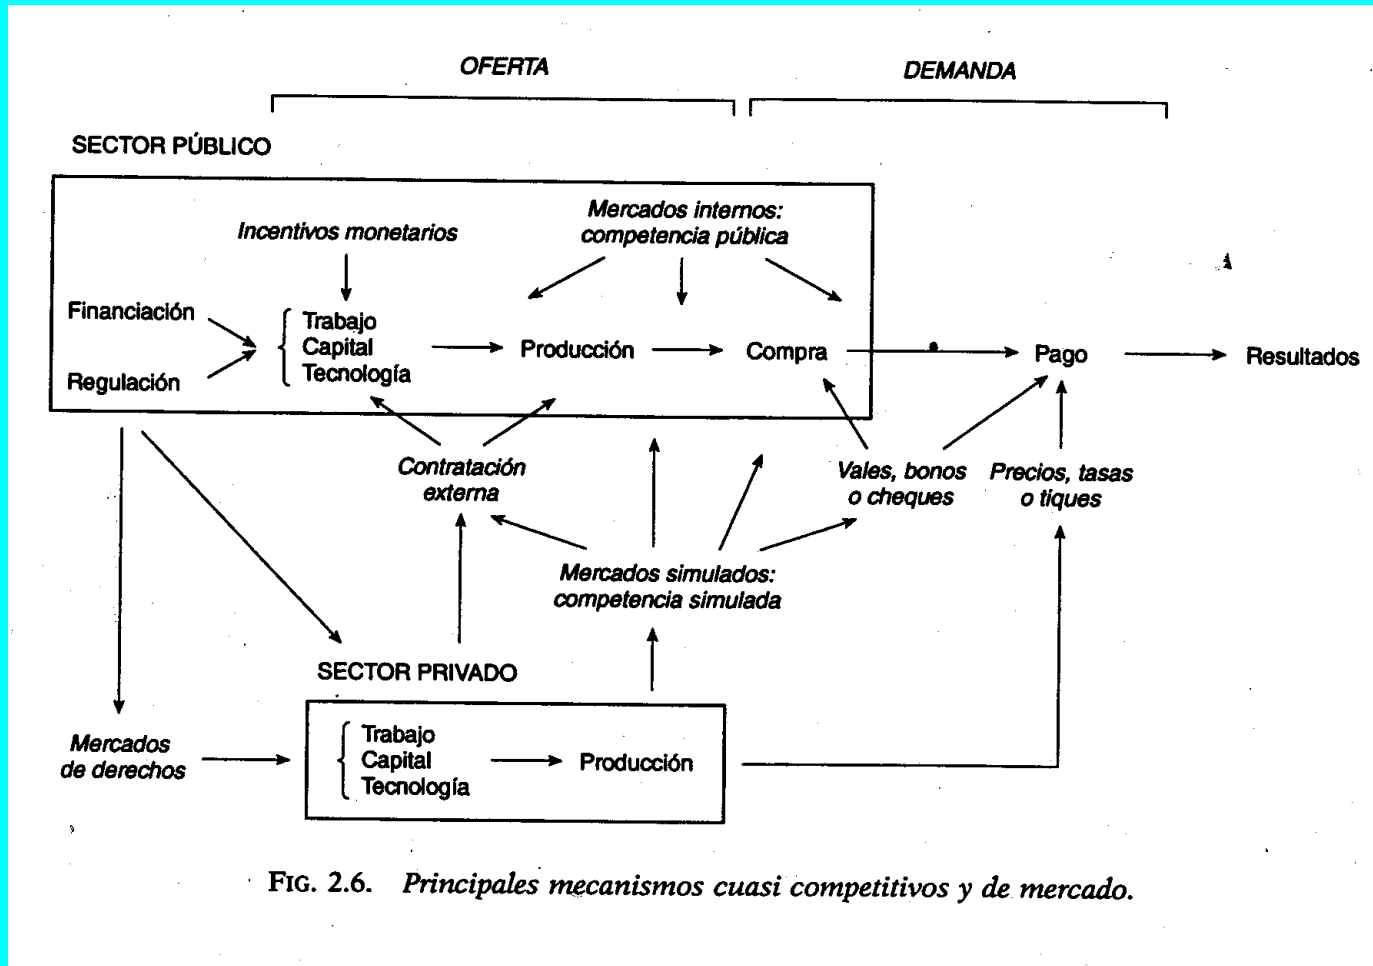 OFERTA
DEMANDA
SECTOR PÚBLICO
Incentivos monetarios
Mercados internos:
competencia pública
Financiación
Regulación
Trabajo
Capital
Tecnología
Producción
Compra
Pago
Resultados
Contratación
externa
Vales, bonos
o cheques
Precios, tasas
o tiques
Mercados simulados:
competencia simulada
SECTOR PRIVADO
Mercados
de derechos
Trabajo
Capital
Tecnología
Producción
FIG. 2.6. Principales mecanismos cuasi competitivos y de mercado.